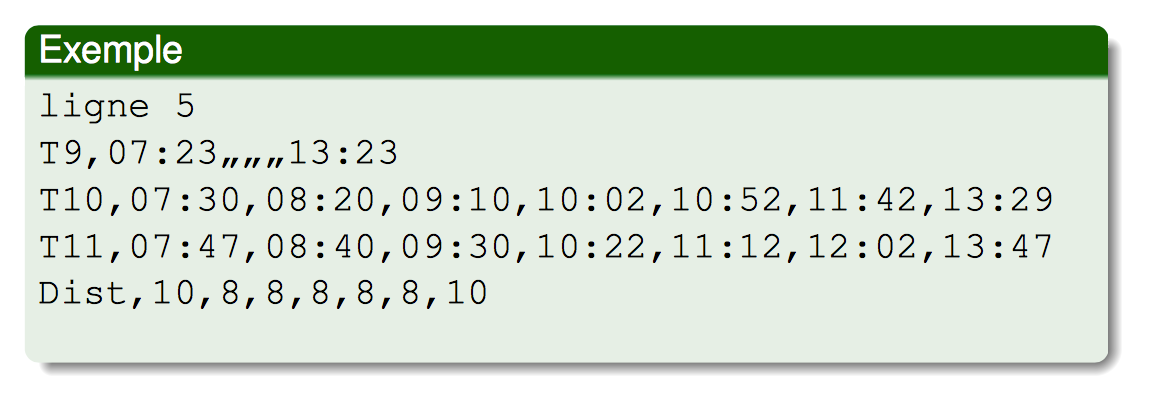 Exemple
ligne 5
T9,07:23„„„13:23
T10,07:30,08:20,09:10,10:02,10:52,11:42,13:29
T11,07:47,08:40,09:30,10:22,11:12,12:02,13:47
Dist,10,8,8,8,8,8,10